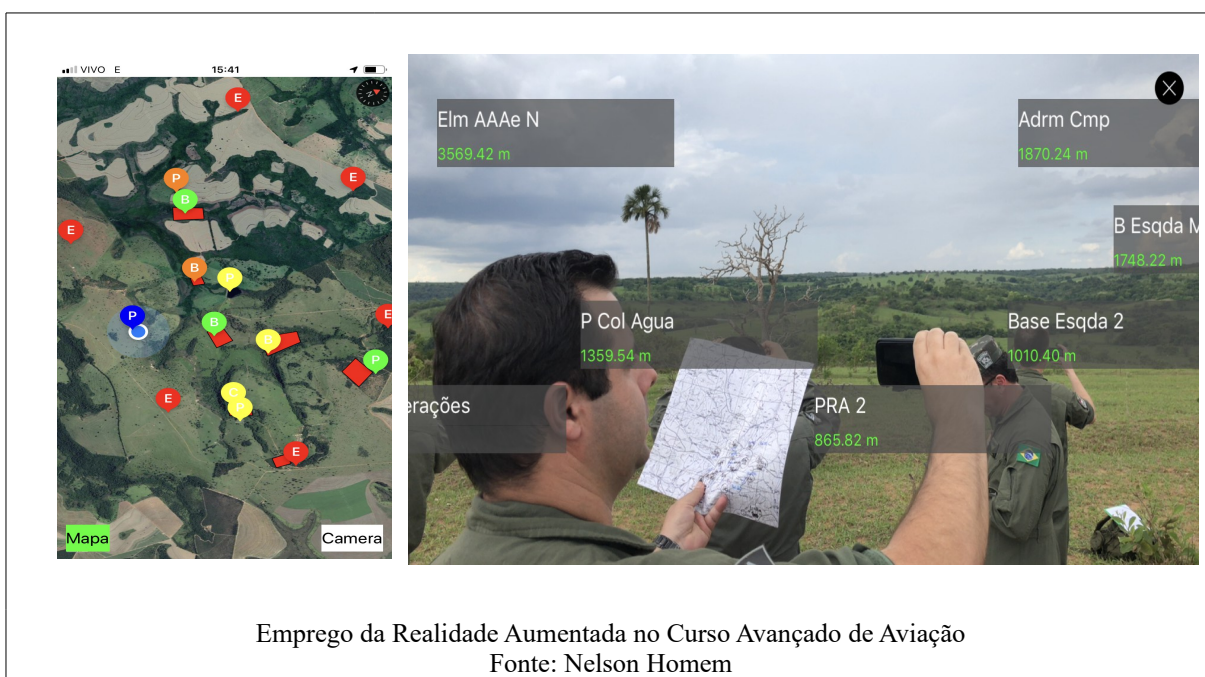 VIVO E 15:41
E
P
E
B
E
B
P
P
B
E
B
P
E
P
E
Mapa Camera
Elm AAAe N
3569.42 m
Adrm Cmp
1870.24 m
B Esqda M
1748.22 m
P Col Agua
1359.54 m
Base Esqda 2
1010.40 m
erações
PRA 2
865.82 m
Emprego da Realidade Aumentada no Curso Avançado de Aviação
Fonte: Nelson Homem